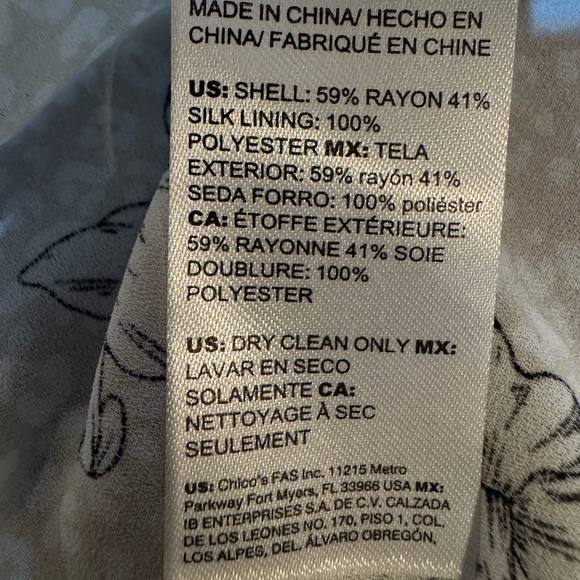 MADE IN CHINA/ HECHO EN
CHINA/ FABRIQUÉ EN CHINE
US: SHELL: 59% RAYON 41%
SILK LINING: 100%
POLYESTER MX: TELA
EXTERIOR: 59% rayón 41%
SEDA FORRO: 100% poliéster
CA: ÉTOFFE EXTÉRIEURE:
59% RAYONNE 41% SOIE
DOUBLURE: 100%
POLYESTER
US: DRY CLEAN ONLY MX:
LAVAR EN SECO
SOLAMENTE CA:
NETTOYAGE À SEC
SEULEMENT
US: Chico's FAS Inc. 11215 Metro
Parkway Fort Myers, FL 33966 USA MX:
IB ENTERPRISES S.A. DE C.V. CALZADA
DE LOS LEONES NO. 170, PISO 1, COL.
LOS ALPES, DEL. ÁLVARO OBREGÓN,